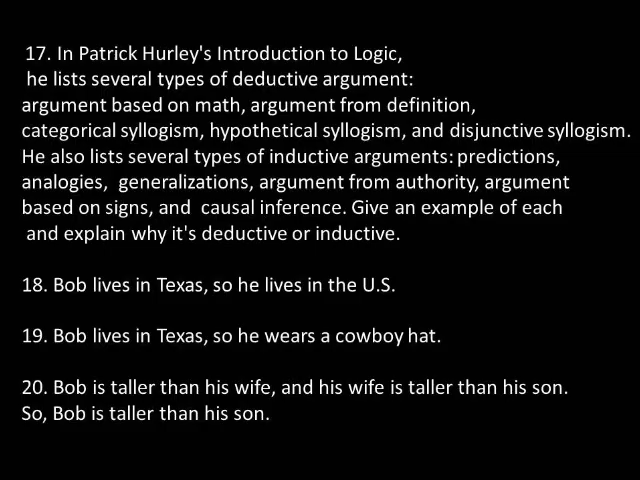 17. In Patrick Hurley's Introduction to Logic,
he lists several types of deductive argument:
argument based on math, argument from definition,
categorical syllogism, hypothetical syllogism, and disjunctive syllogism.
He also lists several types of inductive arguments: predictions,
analogies, generalizations, argument from authority, argument
based on signs, and causal inference. Give an example of each
and explain why it's deductive or inductive.
18. Bob lives in Texas, so he lives in the U.S.
19. Bob lives in Texas, so he wears a cowboy hat.
20. Bob is taller than his wife, and his wife is taller than his son.
So, Bob is taller than his son.